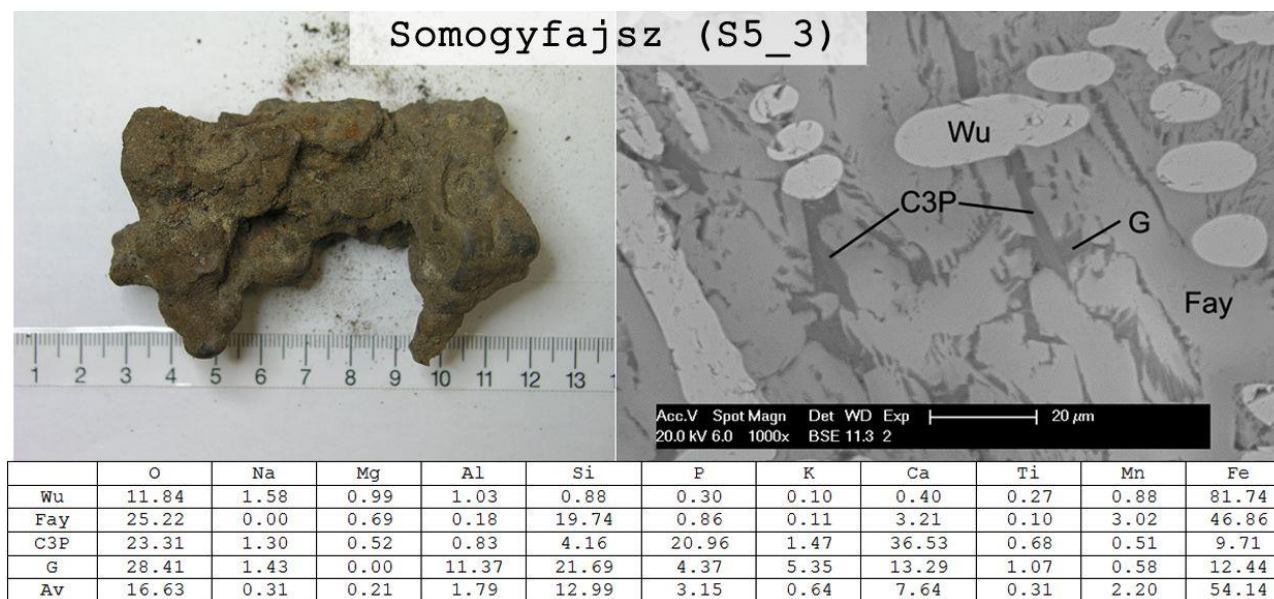 Somogyfajsz (S5_3)
Wu
C3P
G
Fay
1 2 3 4 5 6 7 8 9 10 11 12 13
Acc.V Spot Magn Det WD Exp 20 µm
20.0 kV 6.0 1000x BSE 11.3 2
O Na Mg Al Si P K Ca Ti Mn Fe
Wu 11.84 1.58 0.99 1.03 0.88 0.30 0.10 0.40 0.27 0.88 81.74
Fay 25.22 0.00 0.69 0.18 19.74 0.86 0.11 3.21 0.10 3.02 46.86
C3P 23.31 1.30 0.52 0.83 4.16 20.96 1.47 36.53 0.68 0.51 9.71
G 28.41 1.43 0.00 11.37 21.69 4.37 5.35 13.29 1.07 0.58 12.44
Av 16.63 0.31 0.21 1.79 12.99 3.15 0.64 7.64 0.31 2.20 54.14